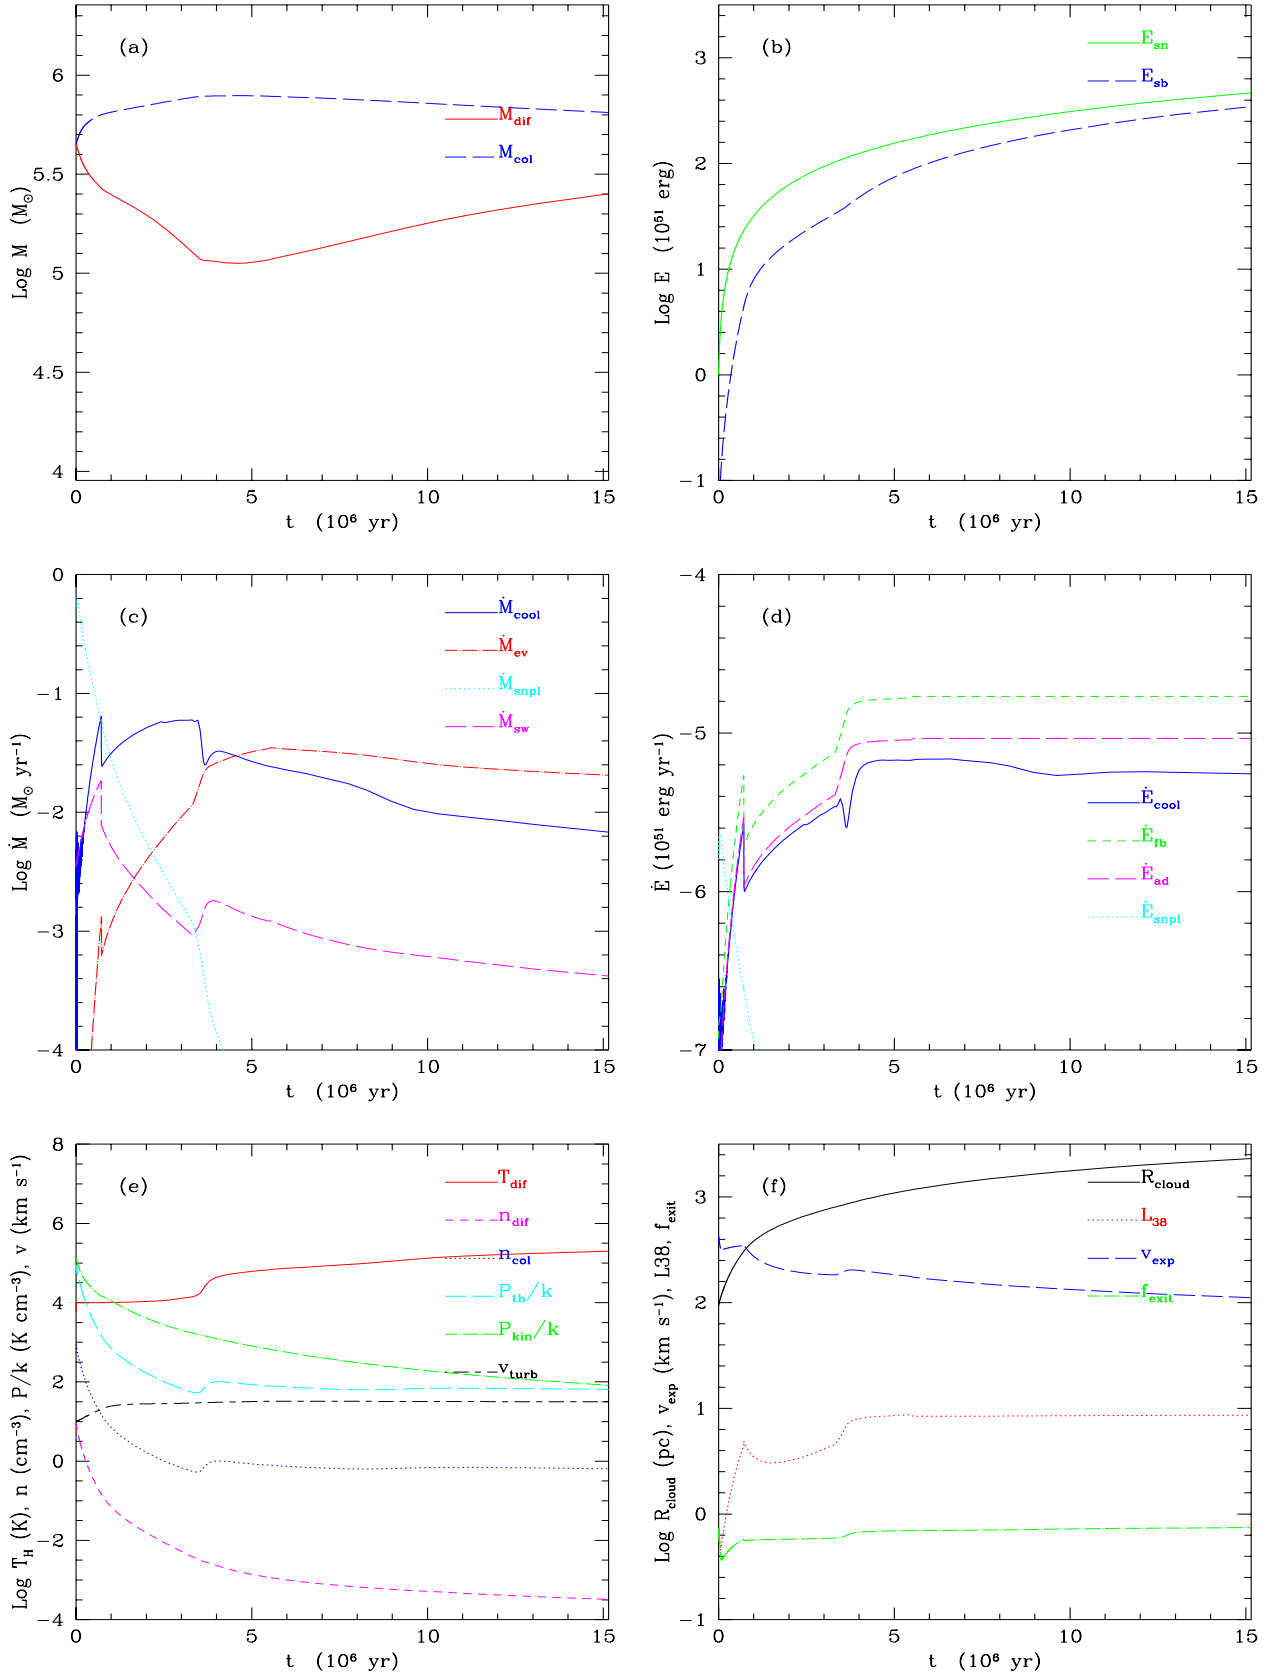 (a)
M_dif
M_col
6
5.5
5
4.5
4
Log M (M_⊙)
0 5 10 15
t (10⁶ yr)
(b)
E_sn
E_sb
3
2
1
0
−1
Log E (10⁵¹ erg)
0 5 10 15
t (10⁶ yr)
(c)
Ṁ_cool
Ṁ_ev
Ṁ_snpl
Ṁ_sw
0
−1
−2
−3
−4
Log Ṁ (M_⊙ yr⁻¹)
0 5 10 15
t (10⁶ yr)
(d)
Ė_cool
Ė_fb
Ė_ad
Ė_snpl
−4
−5
−6
−7
Ė (10⁵¹ erg yr⁻¹)
0 5 10 15
t (10⁶ yr)
(e)
T_dif
n_dif
n_col
P_th/k
P_kin/k
v_turb
8
6
4
2
0
−2
−4
Log T_H (K), n (cm⁻³), P/k (K cm⁻³), v (km s⁻¹)
0 5 10 15
t (10⁶ yr)
(f)
R_cloud
L_38
v_exp
f_exit
3
2
1
0
−1
Log R_cloud (pc), v_exp (km s⁻¹), L38, f_exit
0 5 10 15
t (10⁶ yr)